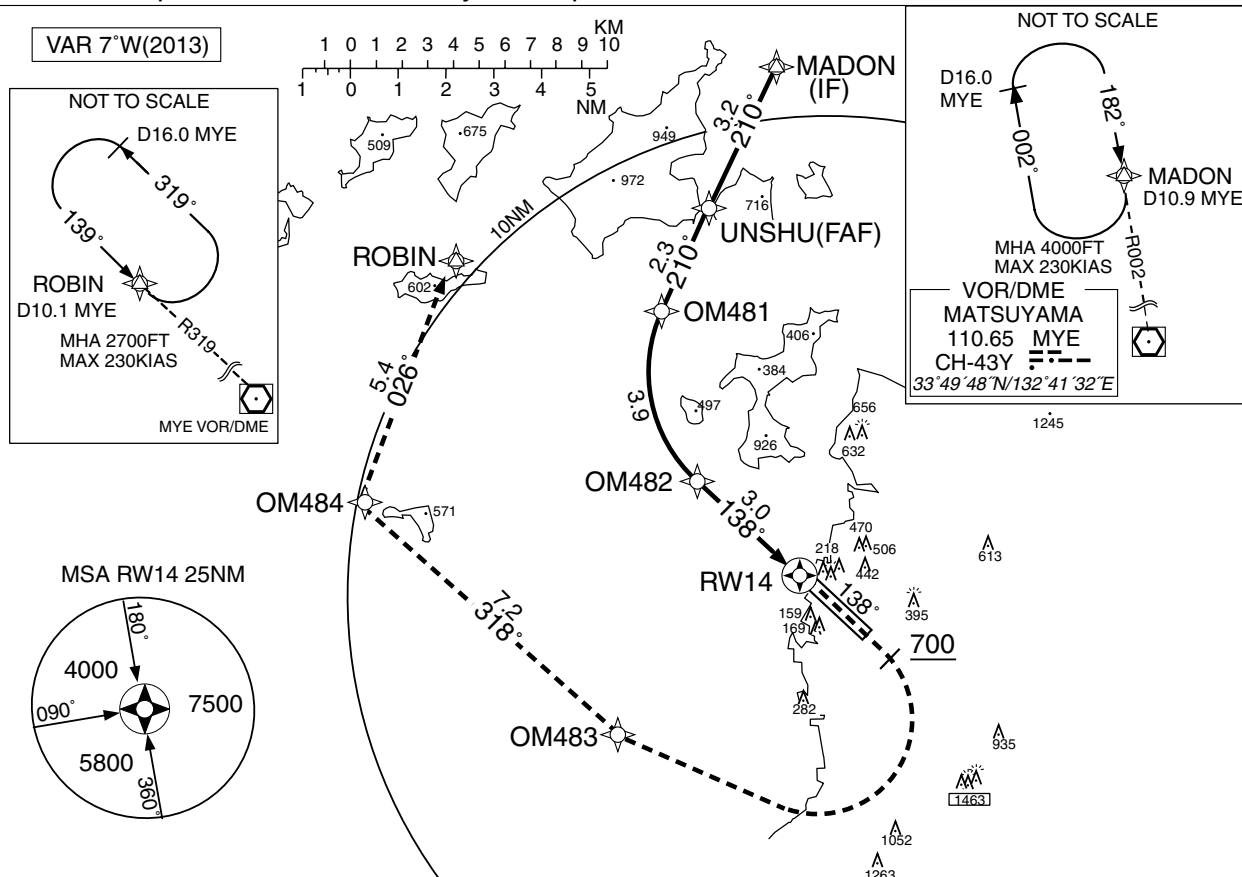 VAR 7°W(2013)
KM
1 0 1 2 3 4 5 6 7 8 9 10
1 0 1 2 3 4 5
NM
NOT TO SCALE
D16.0 MYE
319°
139°
ROBIN
D10.1 MYE
MHA 2700FT
MAX 230KIAS
R319
MYE VOR/DME
NOT TO SCALE
D16.0
MYE
182°
002°
MADON
D10.9 MYE
MHA 4000FT
MAX 230KIAS
R002
VOR/DME
MATSUYAMA
110.65 MYE
CH-43Y
33°49´48˝N/132°41´32˝E
MADON
(IF)
3.2
210°
509
675
949
972
716
10NM
UNSHU(FAF)
ROBIN
602
2.3
210°
OM481
406
384
497
926
3.9
5.4
026°
656
632
1245
OM482
3.0
138°
OM484
571
470
506
218
442
613
RW14
138°
395
159
169
700
7.2
318°
282
OM483
935
1463
1052
1263
MSA RW14 25NM
180°
4000
7500
090°
5800
360°